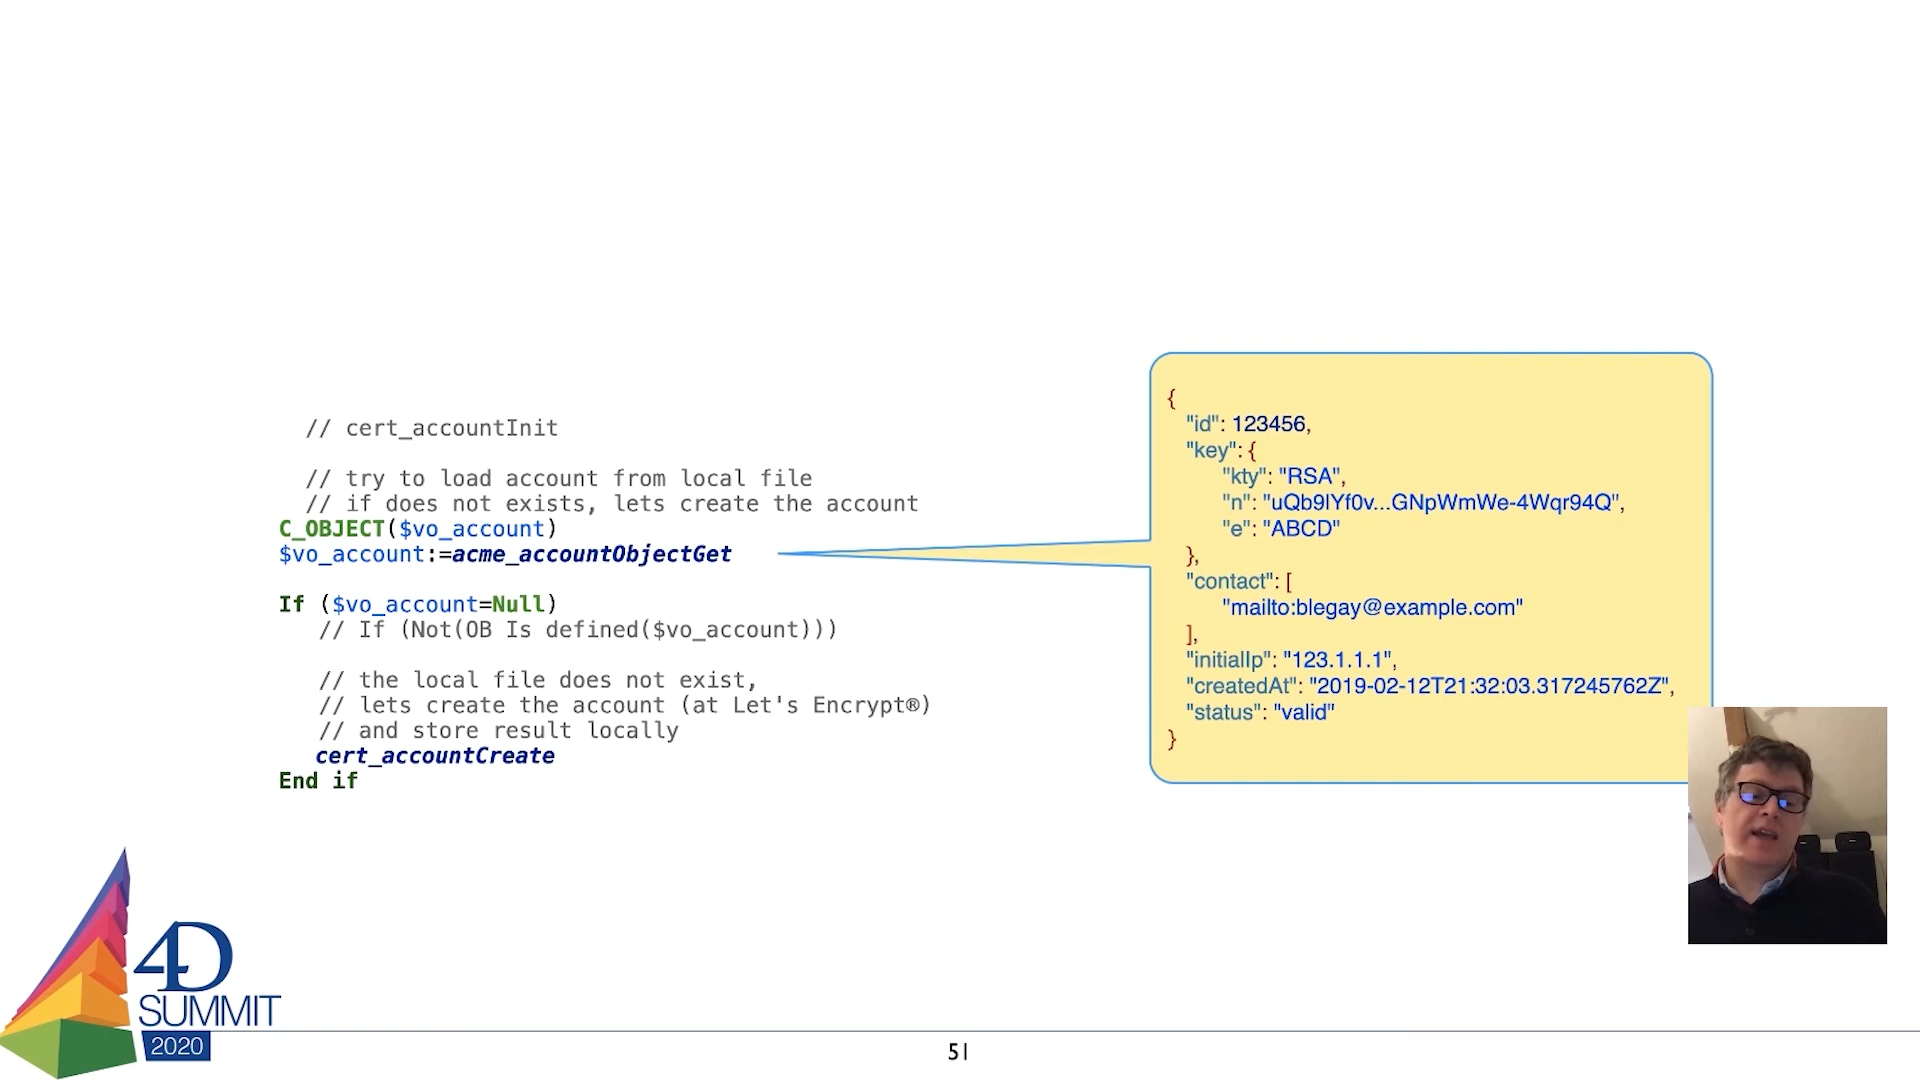 // cert_accountInit
// try to load account from local file
// if does not exists, lets create the account
C_OBJECT($vo_account)
$vo_account:=acme_accountObjectGet
If ($vo_account=Null)
// If (Not(OB Is defined($vo_account)))
// the local file does not exist,
// lets create the account (at Let's Encrypt®)
// and store result locally
cert_accountCreate
End if
{
"id": 123456,
"key": {
"kty": "RSA",
"n": "uQb9lYf0v...GNpWmWe-4Wqr94Q",
"e": "ABCD"
},
"contact": [
"mailto:blegay@example.com"
],
"initialIp": "123.1.1.1",
"createdAt": "2019-02-12T21:32:03.317245762Z",
"status": "valid"
}
4D
SUMMIT
2020
51